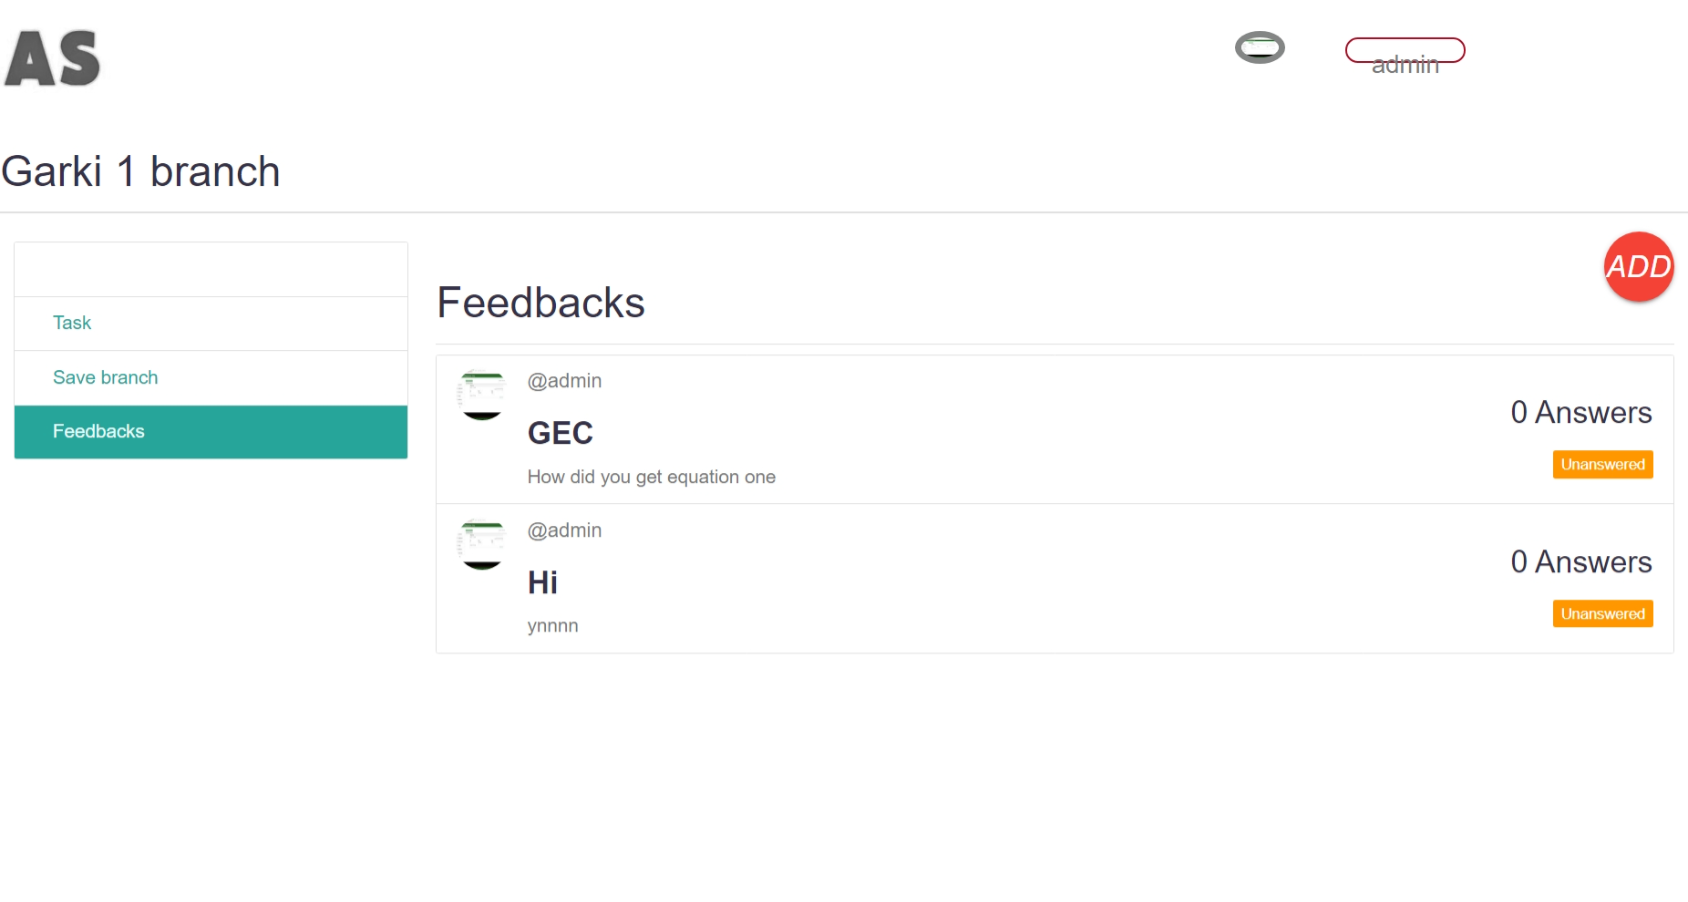 AS
admin
Garki 1 branch
ADD
Task
Save branch
Feedbacks
Feedbacks
@admin
GEC
How did you get equation one
0 Answers
Unanswered
@admin
Hi
ynnnn
0 Answers
Unanswered